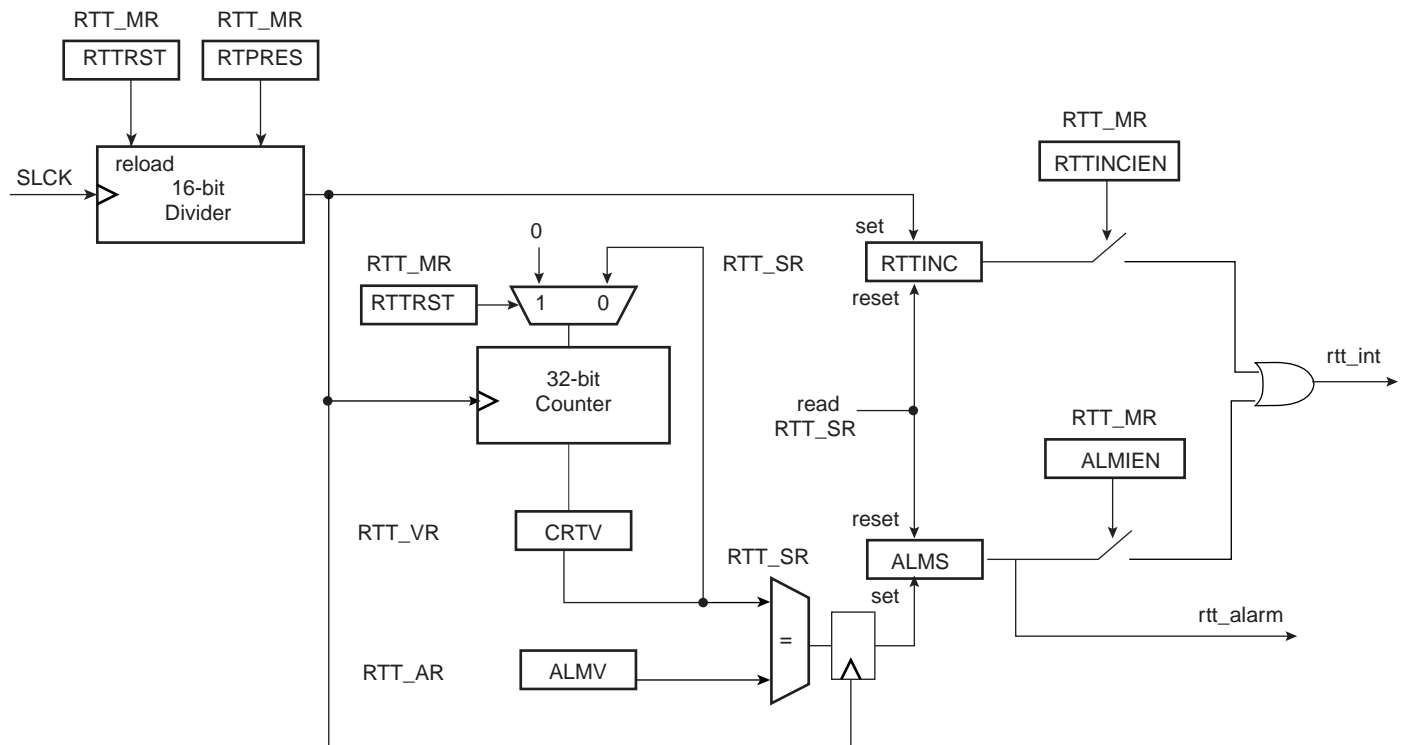 RTT_MR
RTT_MR
RTTRST
RTPRES
reload
16-bit
Divider
SLCK
RTT_MR
RTTINCIEN
set
RTTINC
reset
0
RTT_MR
RTT_SR
RTTRST
1
0
32-bit
Counter
rtt_int
read
RTT_SR
RTT_MR
ALMIEN
reset
RTT_VR
CRTV
RTT_SR
ALMS
set
=
rtt_alarm
RTT_AR
ALMV